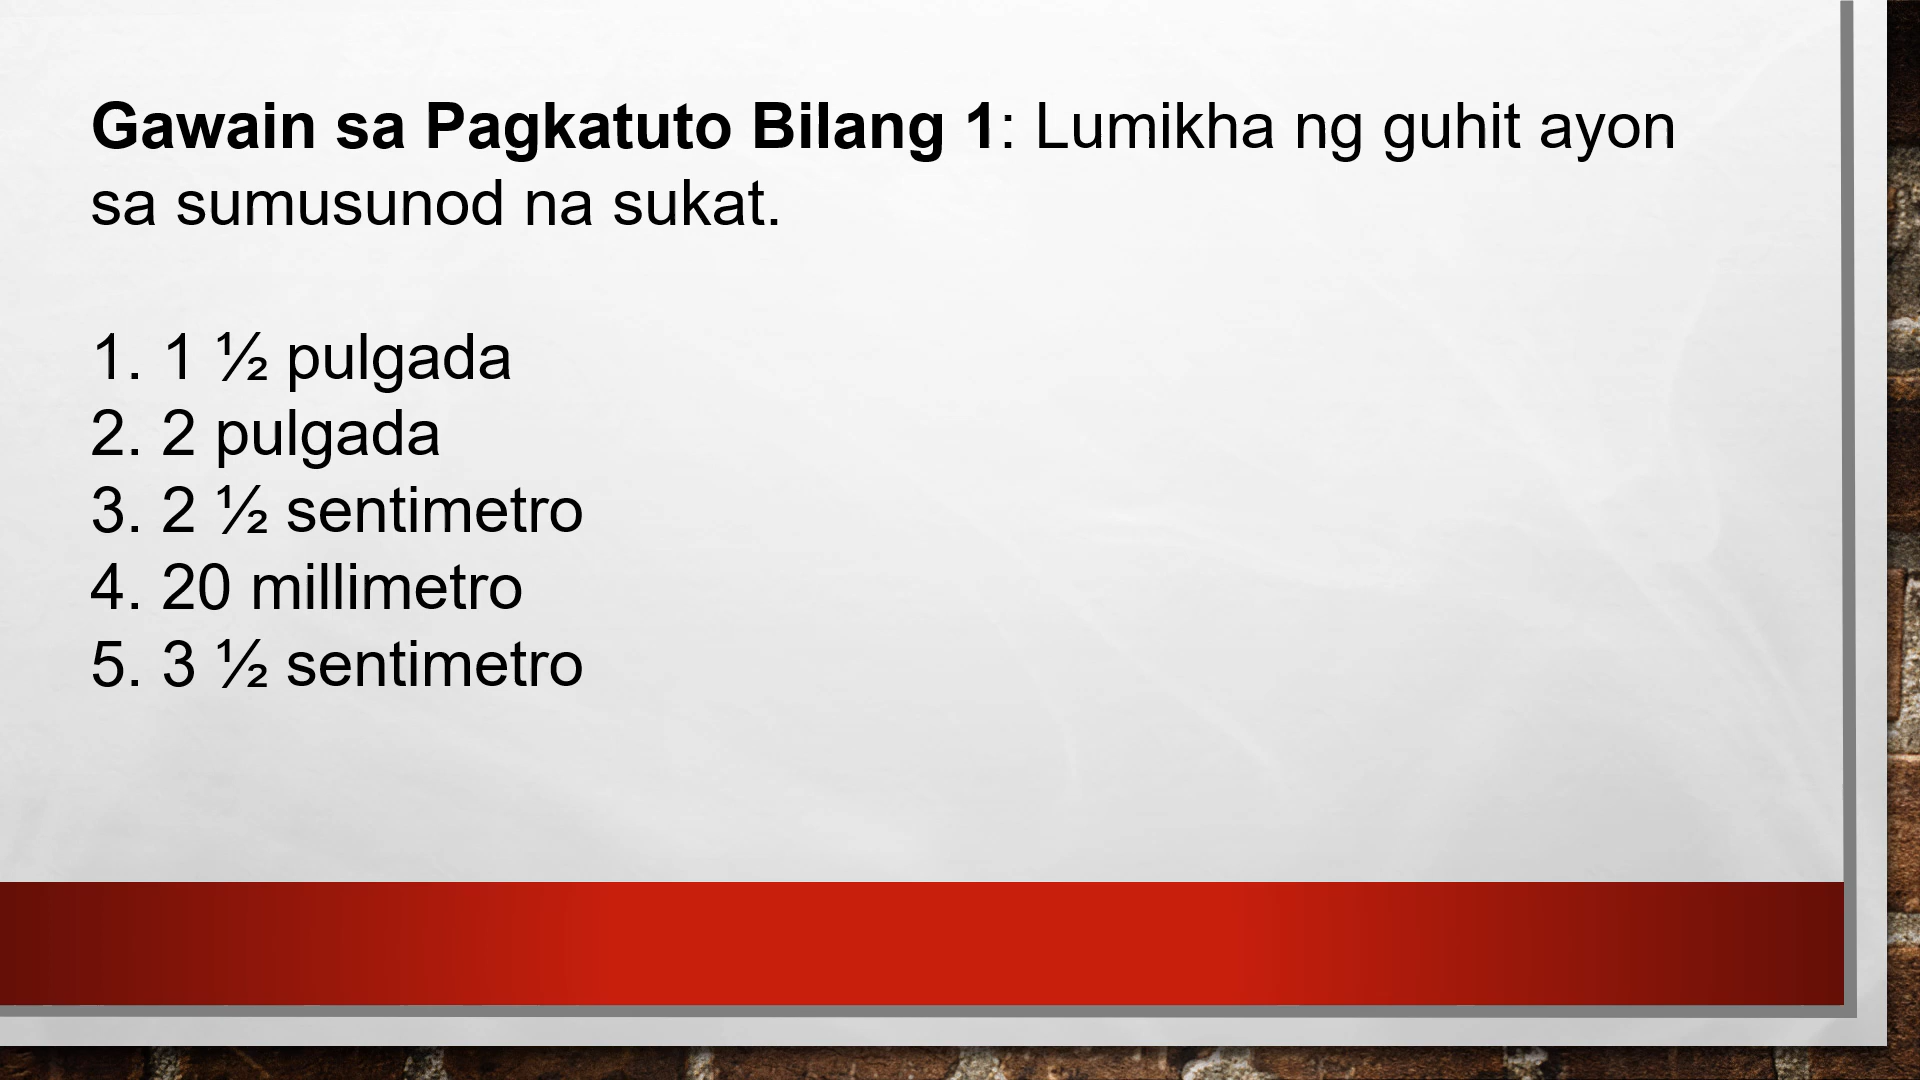 Gawain sa Pagkatuto Bilang 1: Lumikha ng guhit ayon
sa sumusunod na sukat.
1. 1 ½ pulgada
2. 2 pulgada
3. 2 ½ sentimetro
4. 20 millimetro
5. 3 ½ sentimetro